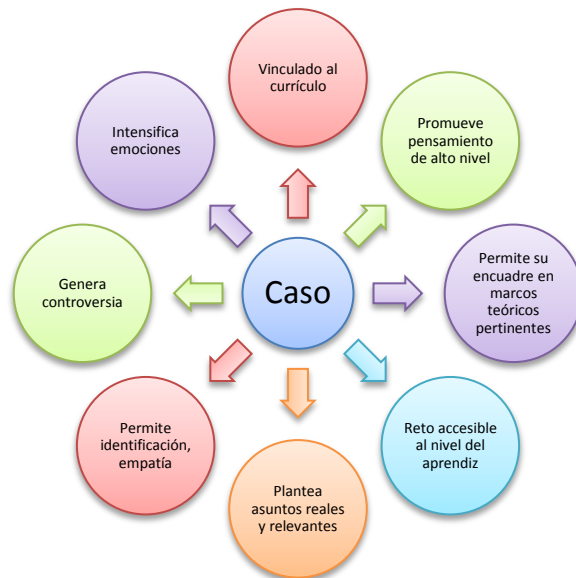 Vinculado al
currículo
Promueve
pensamiento
de alto nivel
Permite su
encuadre en
marcos
teóricos
pertinentes
Reto accesible
al nivel del
aprendiz
Plantea
asuntos reales
y relevantes
Permite
identificación,
empatía
Genera
controversia
Intensifica
emociones
Caso